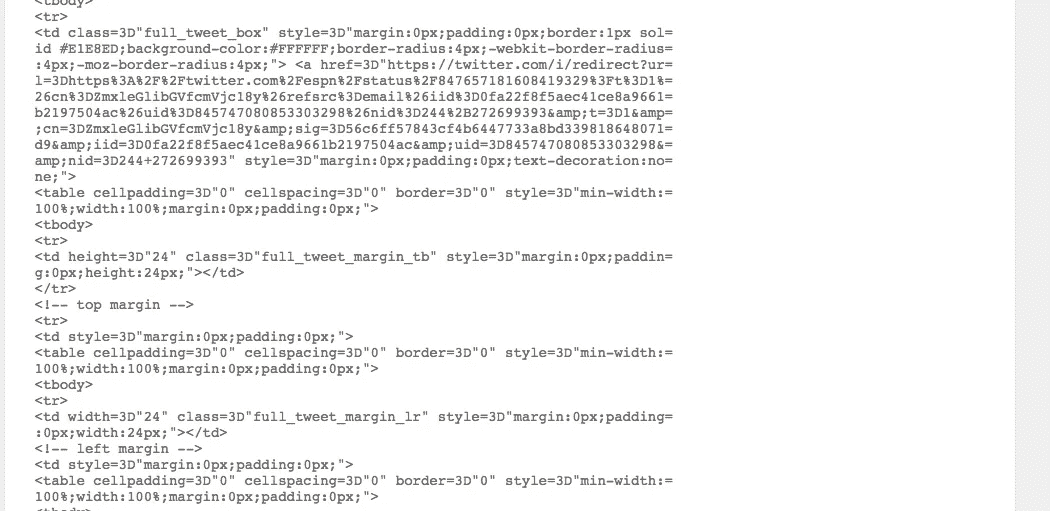 <tbody>
<tr>
<td class=3D"full_tweet_box" style=3D"margin:0px;padding:0px;border:1px sol=
id #E1E8ED;background-color:#FFFFFF;border-radius:4px;-webkit-border-radius=
:4px;-moz-border-radius:4px;"> <a href=3D"https://twitter.com/i/redirect?ur=
l=3Dhttps%3A%2F%2Ftwitter.com%2Fespn%2Fstatus%2F847657181608419329%3Ft%3D1%=
26cn%3DZmxleGlibGVfcmVjc18y%26refsrc%3Demail%26iid%3D0fa22f8f5aec41ce8a9661=
b2197504ac%26uid%3D845747080853303298%26nid%3D244%2B272699393&amp;t=3D1&amp=
;cn=3DZmxleGlibGVfcmVjc18y&amp;sig=3D56c6ff57843cf4b6447733a8bd339818648071=
d9&amp;iid=3D0fa22f8f5aec41ce8a9661b2197504ac&amp;uid=3D845747080853303298&=
amp;nid=3D244+272699393" style=3D"margin:0px;padding:0px;text-decoration:no=
ne;">
<table cellpadding=3D"0" cellspacing=3D"0" border=3D"0" style=3D"min-width:=
100%;width:100%;margin:0px;padding:0px;">
<tbody>
<tr>
<td height=3D"24" class=3D"full_tweet_margin_tb" style=3D"margin:0px;paddin=
g:0px;height:24px;"></td>
</tr>
<!-- top margin -->
<tr>
<td style=3D"margin:0px;padding:0px;">
<table cellpadding=3D"0" cellspacing=3D"0" border=3D"0" style=3D"min-width:=
100%;width:100%;margin:0px;padding:0px;">
<tbody>
<tr>
<td width=3D"24" class=3D"full_tweet_margin_lr" style=3D"margin:0px;padding=
:0px;width:24px;"></td>
<!-- left margin -->
<td style=3D"margin:0px;padding:0px;">
<table cellpadding=3D"0" cellspacing=3D"0" border=3D"0" style=3D"min-width:=
100%;width:100%;margin:0px;padding:0px;">
<tbody>